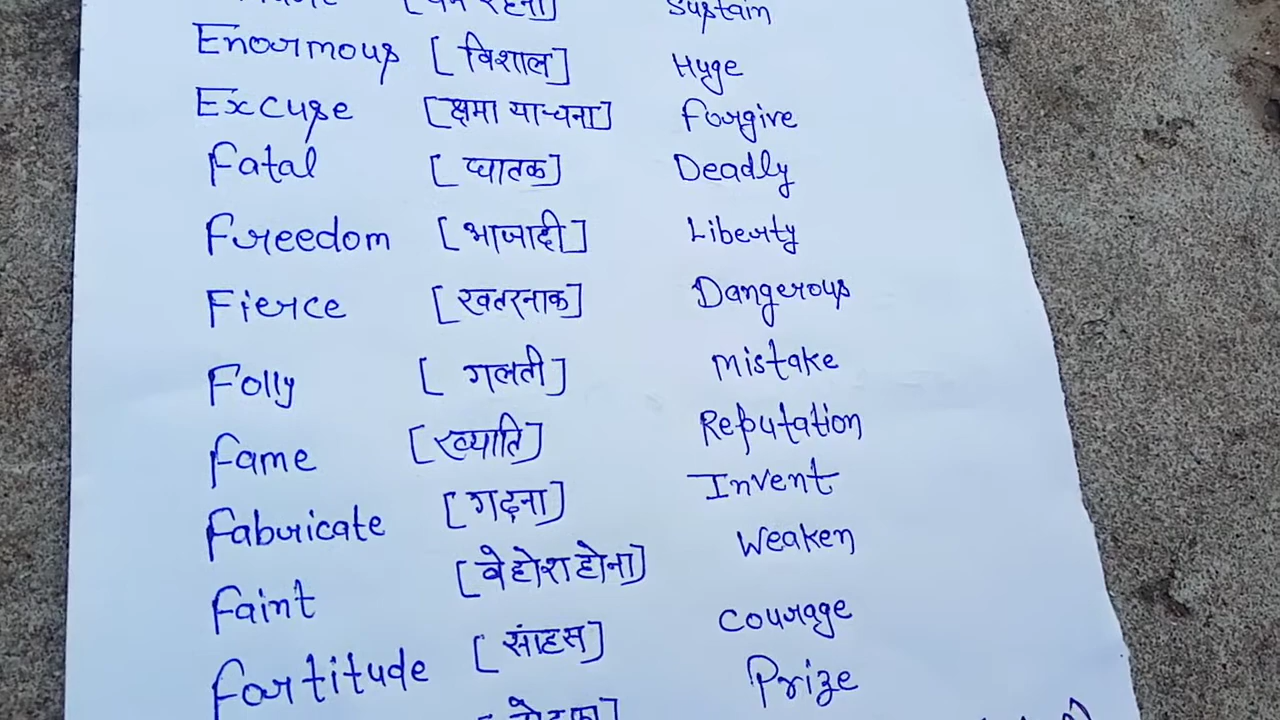 Sustain
Enormous [विशाल] Huge
Excuse [क्षमा याचना] Forgive
Fatal [घातक] Deadly
Freedom [आजादी] Liberty
Fierce [खतरनाक] Dangerous
Folly [गलती] Mistake
Fame [ख्याति] Reputation
Fabricate [गढ़ना] Invent
Faint [बेहोश होना] Weaken
Fortitude [सांहस] Courage
Prize